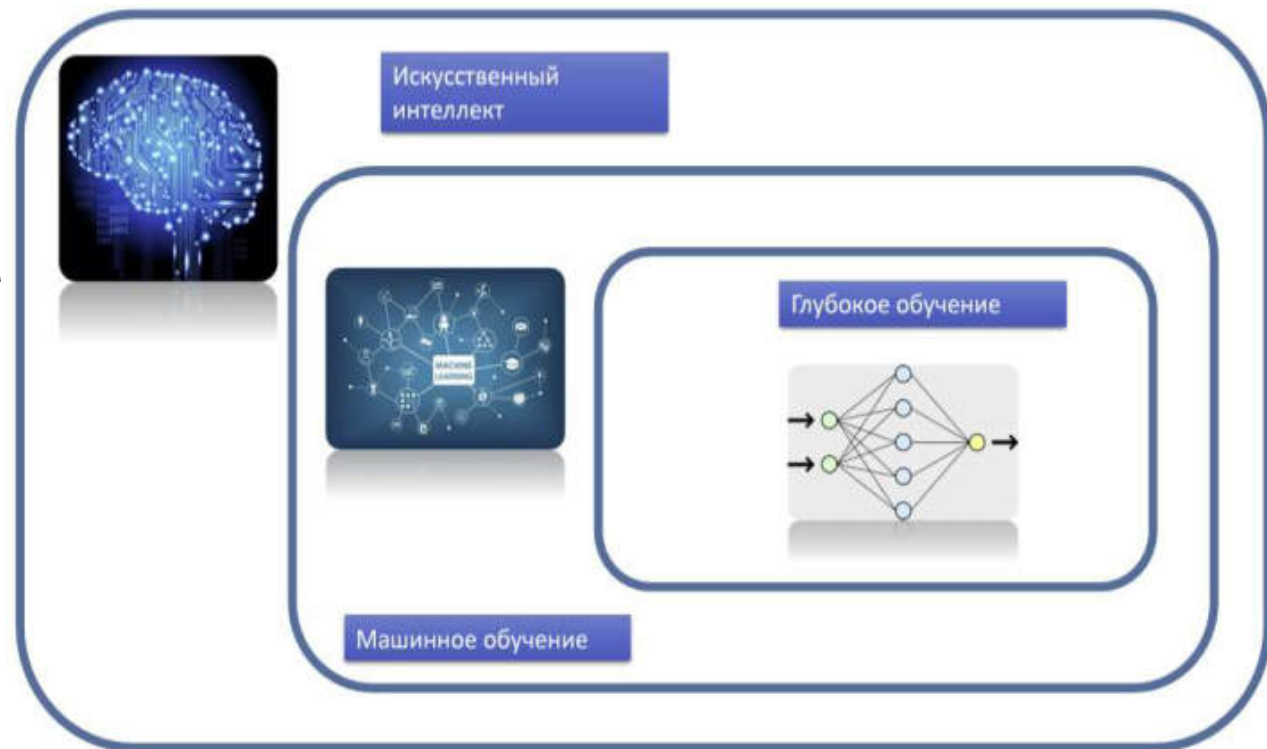 Искусственный
интеллект
Глубокое обучение
MACHINE
LEARNING
Машинное обучение